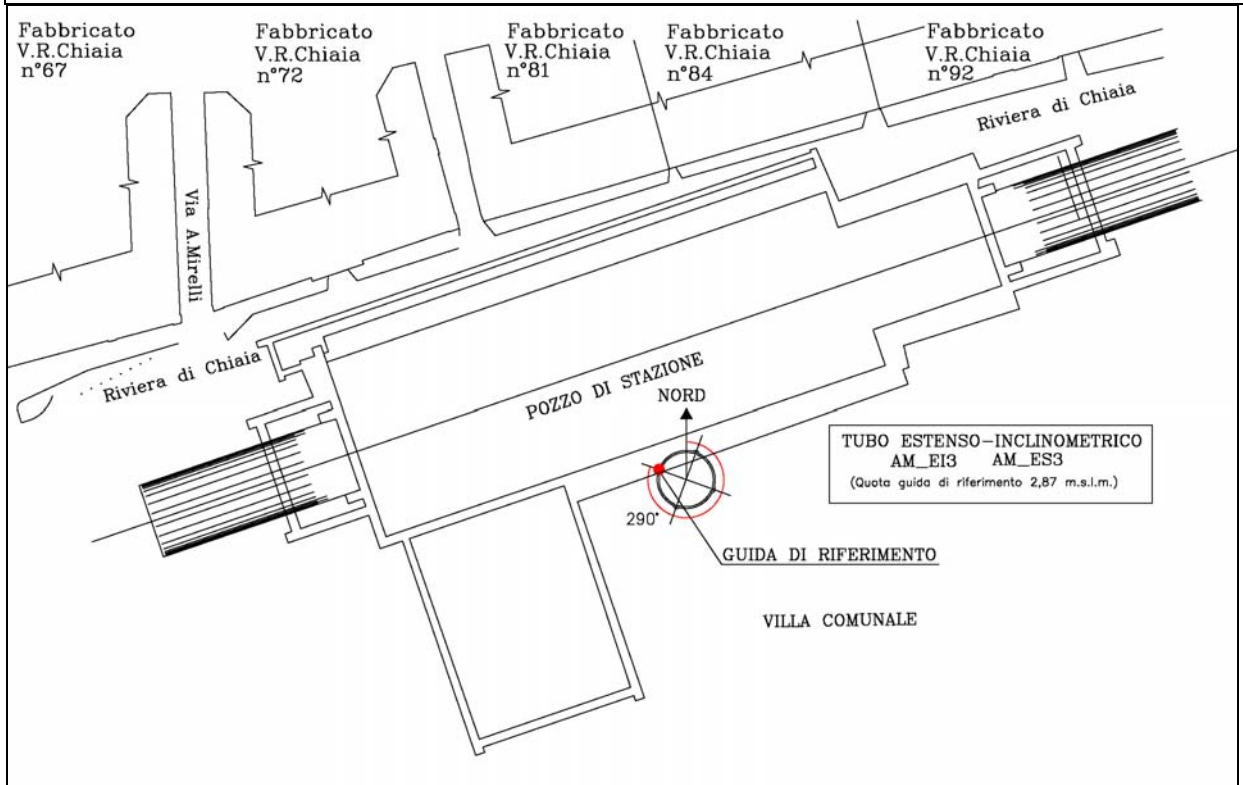 Fabbricato
V.R.Chiaia
n°67
Fabbricato
V.R.Chiaia
n°72
Fabbricato
V.R.Chiaia
n°81
Fabbricato
V.R.Chiaia
n°84
Fabbricato
V.R.Chiaia
n°92
Riviera di Chiaia
Via A.Mirelli
Riviera di Chiaia
POZZO DI STAZIONE
NORD
TUBO ESTENSO-INCLINOMETRICO
AM_EI3 AM_ES3
(Quota guida di riferimento 2,87 m.s.l.m.)
290°
GUIDA DI RIFERIMENTO
VILLA COMUNALE